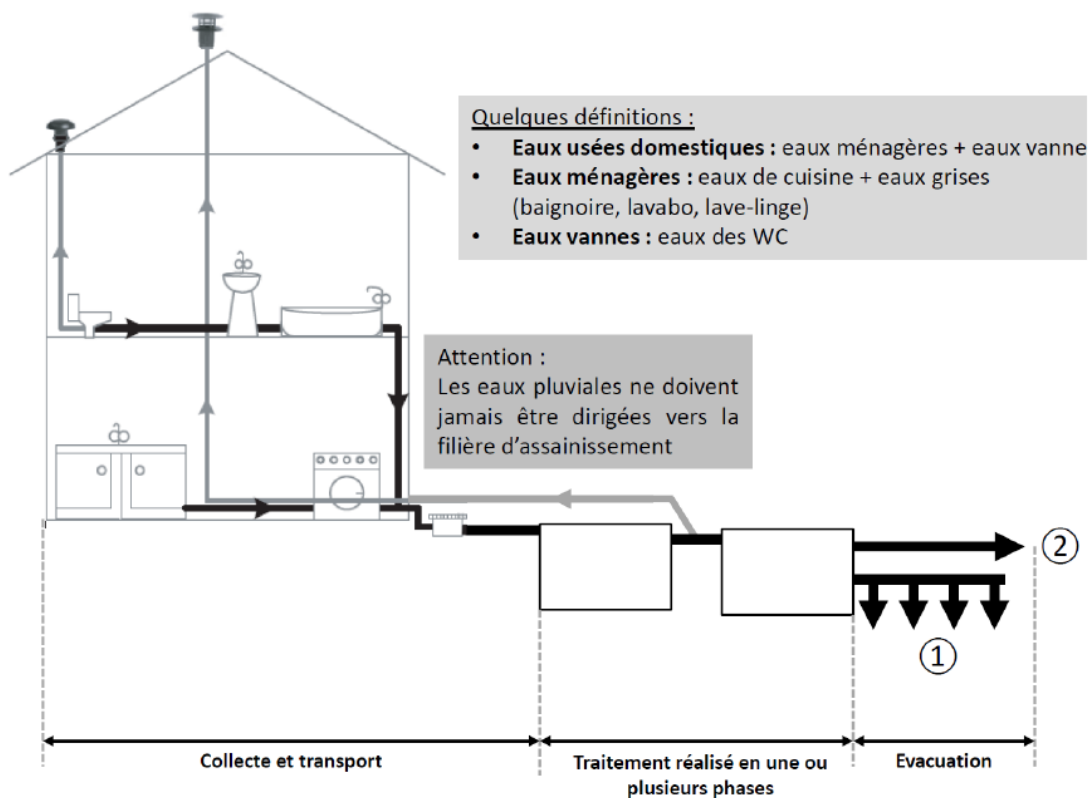 Quelques définitions :
• Eaux usées domestiques : eaux ménagères + eaux vanne
• Eaux ménagères : eaux de cuisine + eaux grises
(baignoire, lavabo, lave-linge)
• Eaux vannes : eaux des WC
Attention :
Les eaux pluviales ne doivent
jamais être dirigées vers la
filière d’assainissement
2
1
Collecte et transport
Traitement réalisé en une ou
plusieurs phases
Evacuation